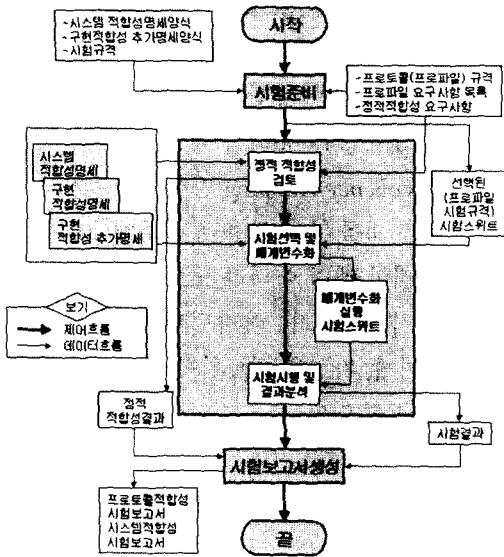 -시스템 적합성명세양식
-구현적합성 추가명세양식
-시험규격
시작
시험준비
-프로토콜(프로파일) 규격
-프로파일 요구사항 목록
-정적적합성 요구사항
시스템
적합성명세
구현
적합성명세
구현
적합성 추가명세
정적 적합성
검토
선택된
(프로파일
시험규격)
시험스위트
시험선택 및
매개변수화
매개변수화
실행
시험스위트
보기
제어흐름
데이터흐름
시험시행 및
결과분석
정적
적합성결과
시험결과
시험보고서생성
프로토콜적합성
시험보고서
시스템적합성
시험보고서
끝